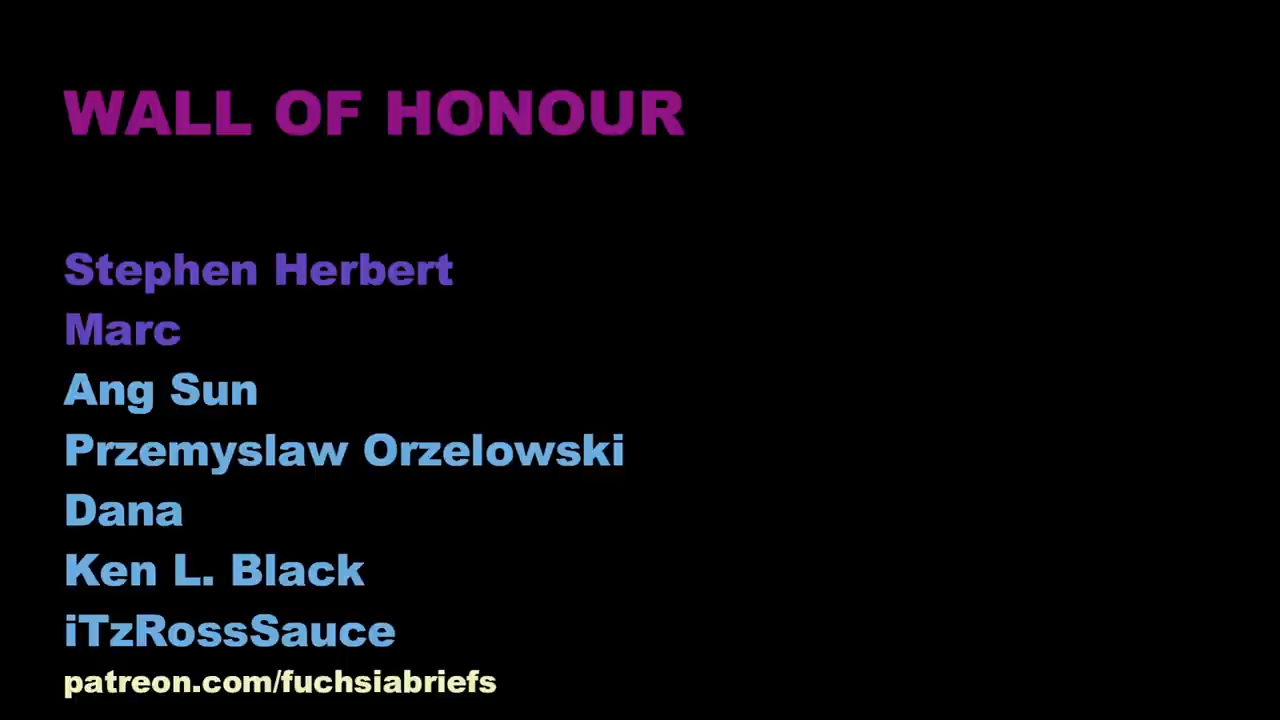 WALL OF HONOUR
Stephen Herbert
Marc
Ang Sun
Przemyslaw Orzelowski
Dana
Ken L. Black
iTzRossSauce
patreon.com/fuchsiabriefs